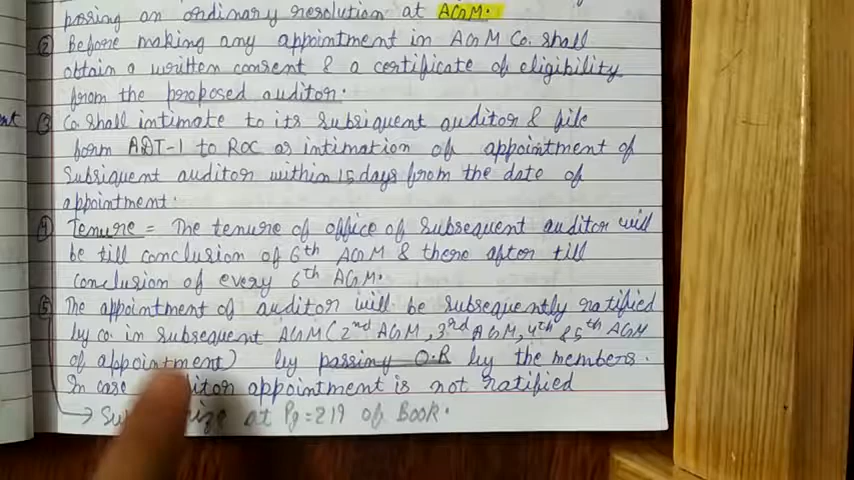 passing an ordinary resolution at AGM.
② Before making any appointment in AGM Co. shall
obtain a written consent & a certificate of eligibility
from the proposed auditor.
③ Co shall intimate to its subsiquent auditor & file
form ADT-1 to ROC as intimation of appointment of
Subsiquent auditor within 15 days from the date of
appointment.
④ Tenure = The tenure of office of subsequent auditor will
be till conclusion of 6th AGM & there after till
conclusion of every 6th AGM.
⑤ The appointment of auditor will be subsequently ratified
by co. in subsequent AGM (2nd AGM, 3rd AGM, 4th & 5th AGM
of appointment) by passing O.R by the members.
In case appointment is not ratified
→ at Pg=219 of Book.